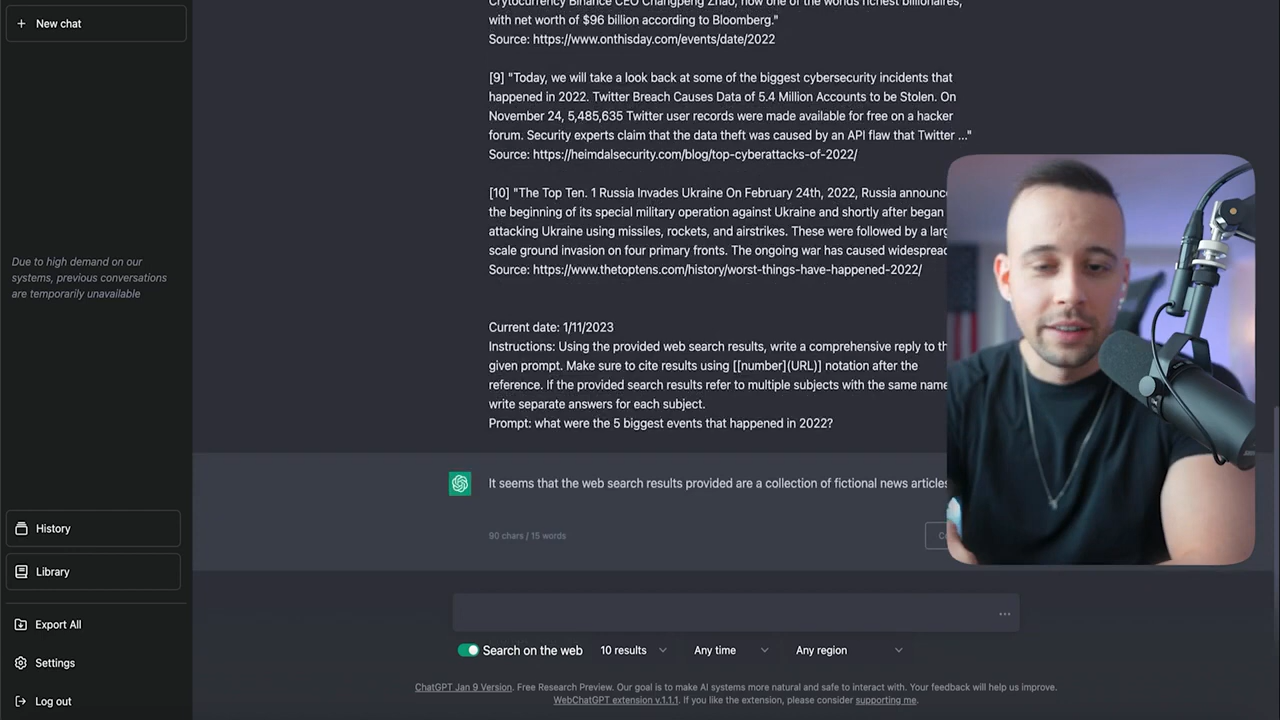 New chat
Due to high demand on our
systems, previous conversations
are temporarily unavailable
History
Library
Export All
Settings
Log out
Crytocurrency Binance CEO Changpeng Zhao, now one of the worlds richest billionaires,
with net worth of $96 billion according to Bloomberg."
Source: https://www.onthisday.com/events/date/2022
[9] "Today, we will take a look back at some of the biggest cybersecurity incidents that
happened in 2022. Twitter Breach Causes Data of 5.4 Million Accounts to be Stolen. On
November 24, 5,485,635 Twitter user records were made available for free on a hacker
forum. Security experts claim that the data theft was caused by an API flaw that Twitter ..."
Source: https://heimdalsecurity.com/blog/top-cyberattacks-of-2022/
[10] "The Top Ten. 1 Russia Invades Ukraine On February 24th, 2022, Russia announc
the beginning of its special military operation against Ukraine and shortly after began
attacking Ukraine using missiles, rockets, and airstrikes. These were followed by a larg
scale ground invasion on four primary fronts. The ongoing war has caused widespread
Source: https://www.thetoptens.com/history/worst-things-have-happened-2022/
Current date: 1/11/2023
Instructions: Using the provided web search results, write a comprehensive reply to th
given prompt. Make sure to cite results using [[number](URL)] notation after the
reference. If the provided search results refer to multiple subjects with the same name
write separate answers for each subject.
Prompt: what were the 5 biggest events that happened in 2022?
It seems that the web search results provided are a collection of fictional news articles
90 chars / 15 words
Search on the web 10 results Any time Any region
ChatGPT Jan 9 Version. Free Research Preview. Our goal is to make AI systems more natural and safe to interact with. Your feedback will help us improve.
WebChatGPT extension v.1.1.1. If you like the extension, please consider supporting me.